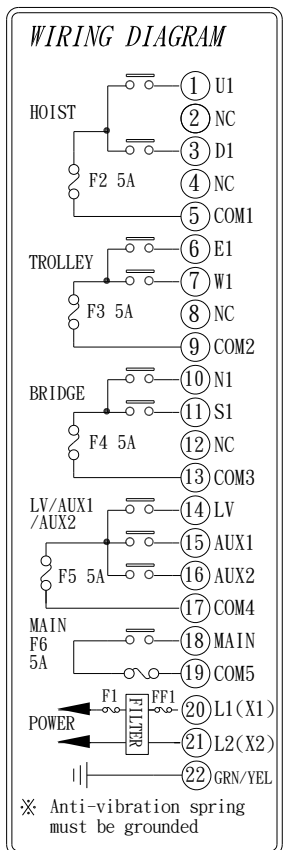 WIRING DIAGRAM
1 U1
HOIST
2 NC
3 D1
F2 5A
4 NC
5 COM1
6 E1
TROLLEY
7 W1
F3 5A
8 NC
9 COM2
10 N1
BRIDGE
11 S1
F4 5A
12 NC
13 COM3
LV/AUX1
/AUX2
14 LV
15 AUX1
16 AUX2
F5 5A
17 COM4
MAIN
F6
5A
18 MAIN
19 COM5
F1
FF1
20 L1(X1)
POWER
FILTER
21 L2(X2)
22 GRN/YEL
※ Anti-vibration spring
must be grounded